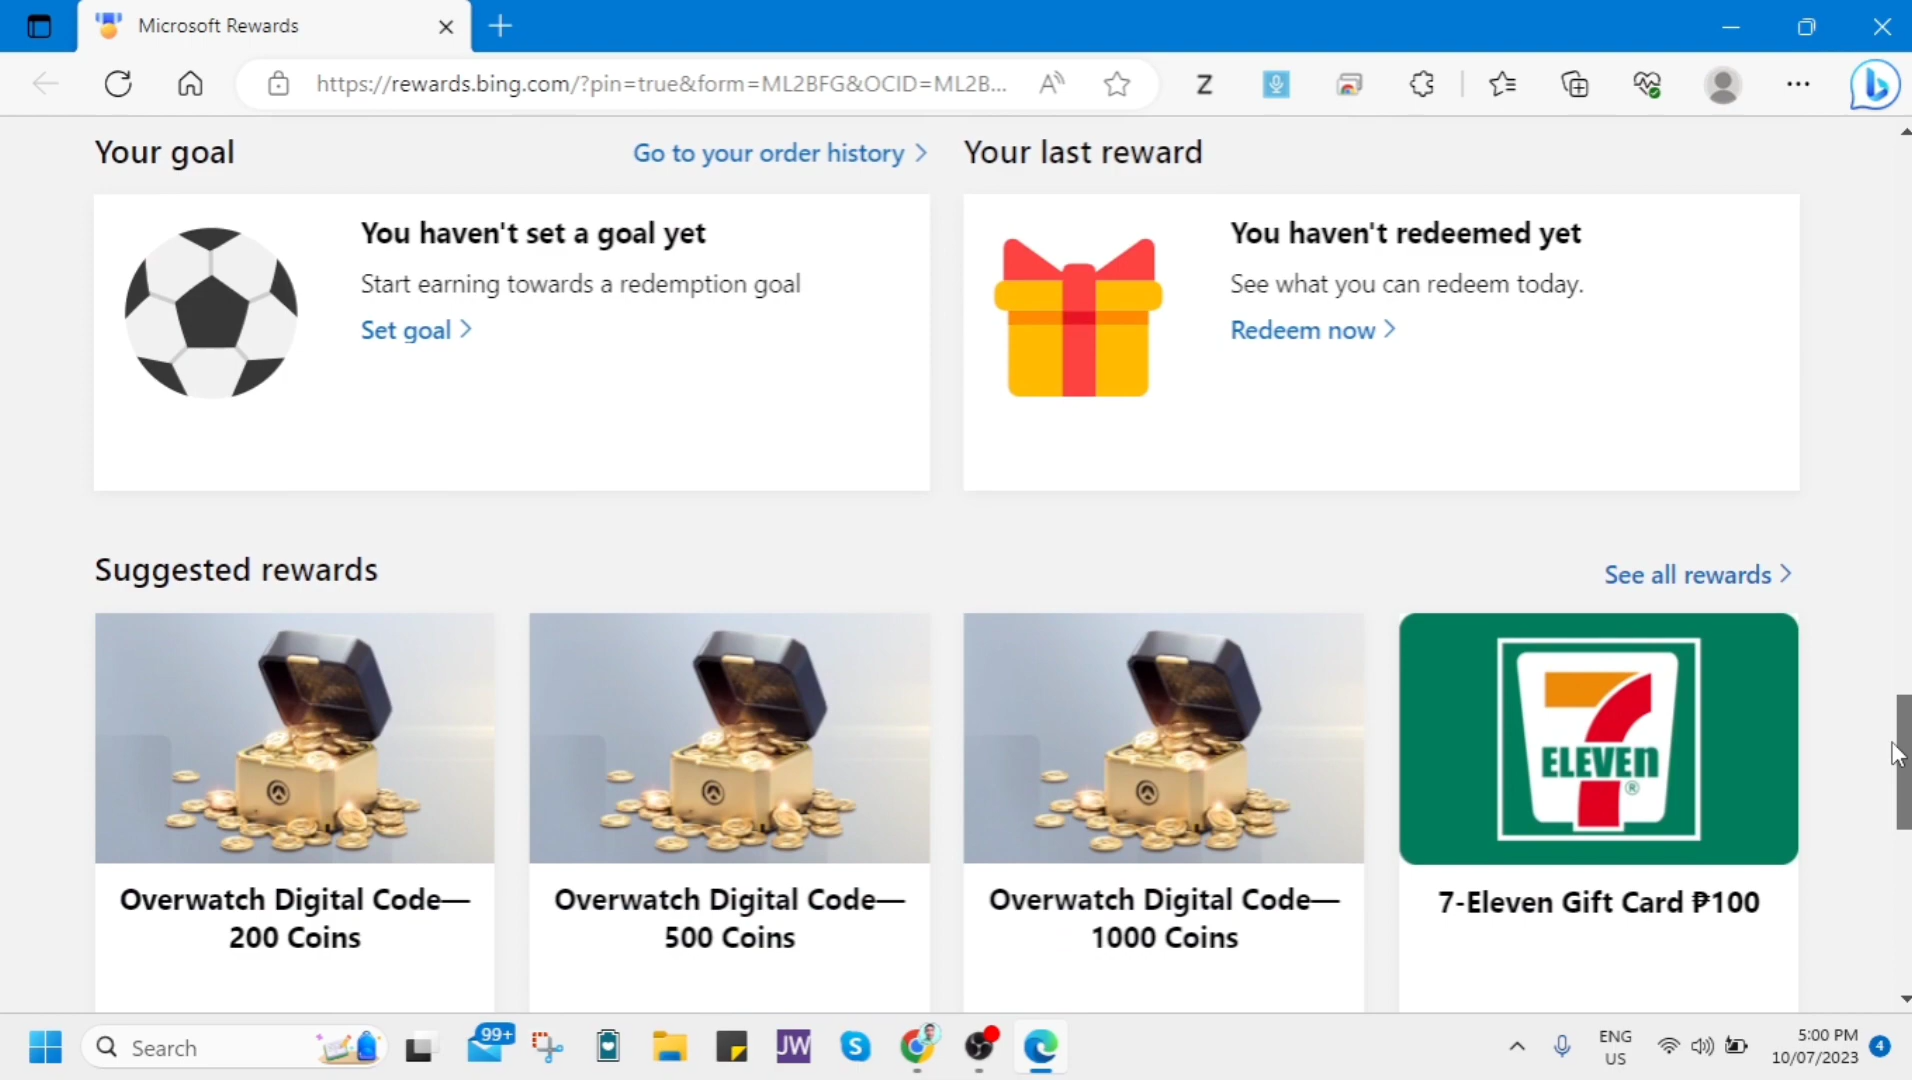 Microsoft Rewards
https://rewards.bing.com/?pin=true&form=ML2BFG&OCID=ML2B...
Z
Your goal
Go to your order history
Your last reward
You haven't set a goal yet
Start earning towards a redemption goal
Set goal
You haven't redeemed yet
See what you can redeem today.
Redeem now
Suggested rewards
See all rewards
7 ELEVEN ®
Overwatch Digital Code—
200 Coins
Overwatch Digital Code—
500 Coins
Overwatch Digital Code—
1000 Coins
7-Eleven Gift Card ₱100
Search
99+
JW
S
ENG
US
5:00 PM
10/07/2023
4